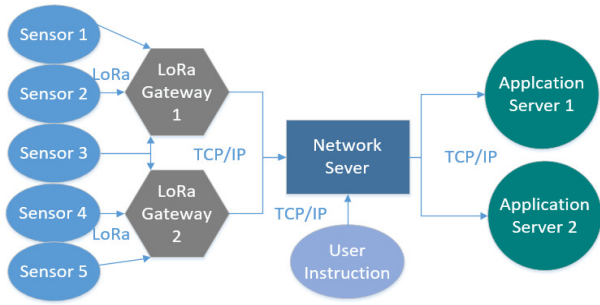 Sensor 1
LoRa
Sensor 2
Sensor 3
Sensor 4
LoRa
Sensor 5
LoRa
Gateway
1
LoRa
Gateway
2
TCP/IP
Network
Sever
TCP/IP
User
Instruction
TCP/IP
Applcation
Server 1
Application
Server 2